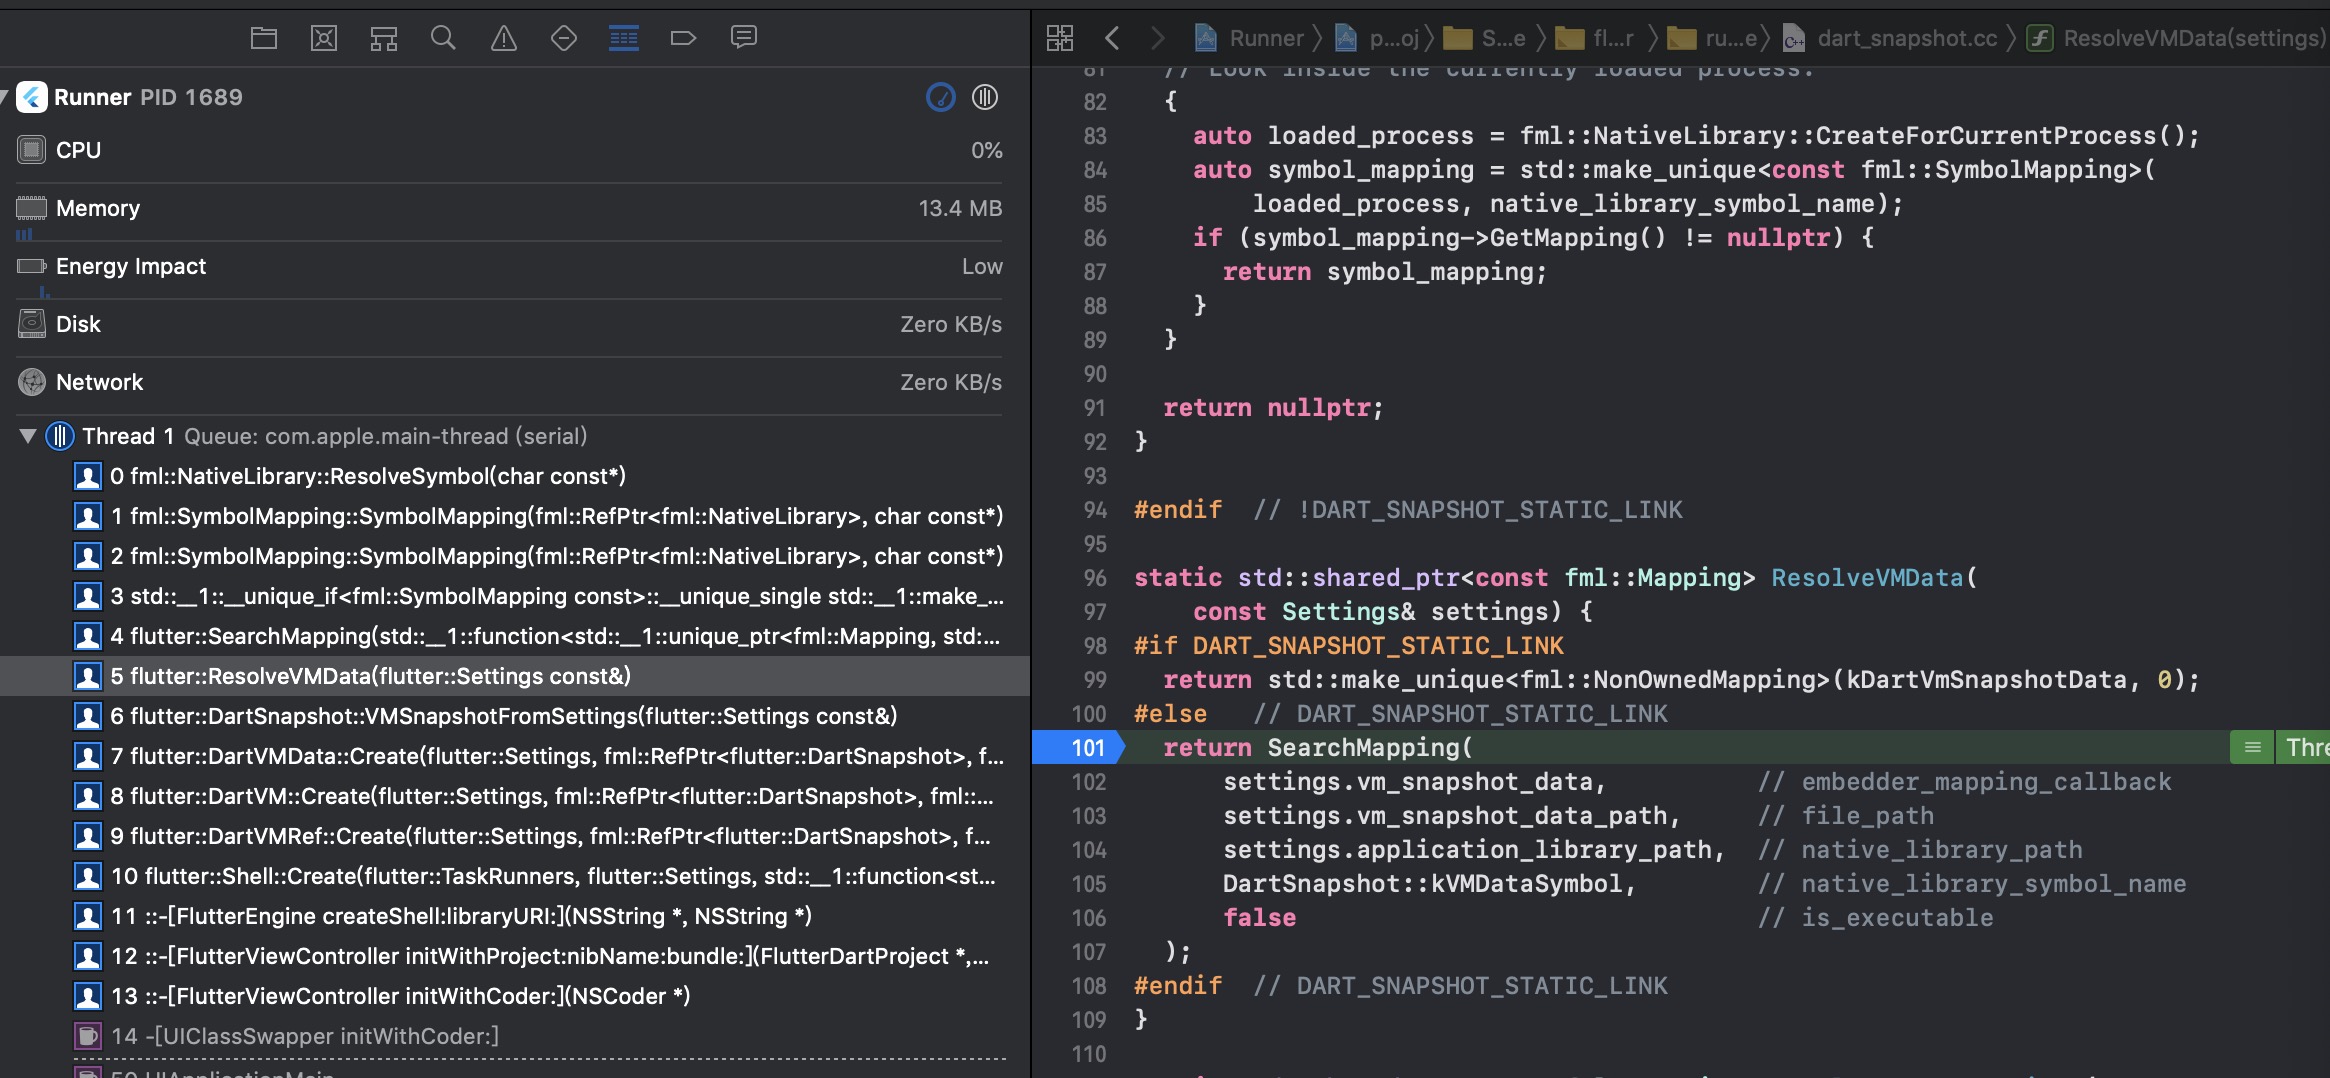 Runner PID 1689
CPU 0%
Memory 13.4 MB
Energy Impact Low
Disk Zero KB/s
Network Zero KB/s
Thread 1 Queue: com.apple.main-thread (serial)
0 fml::NativeLibrary::ResolveSymbol(char const*)
1 fml::SymbolMapping::SymbolMapping(fml::RefPtr<fml::NativeLibrary>, char const*)
2 fml::SymbolMapping::SymbolMapping(fml::RefPtr<fml::NativeLibrary>, char const*)
3 std::__1::__unique_if<fml::SymbolMapping const>::__unique_single std::__1::make_...
4 flutter::SearchMapping(std::__1::function<std::__1::unique_ptr<fml::Mapping, std:...
5 flutter::ResolveVMData(flutter::Settings const&)
6 flutter::DartSnapshot::VMSnapshotFromSettings(flutter::Settings const&)
7 flutter::DartVMData::Create(flutter::Settings, fml::RefPtr<flutter::DartSnapshot>, f...
8 flutter::DartVM::Create(flutter::Settings, fml::RefPtr<flutter::DartSnapshot>, fml::...
9 flutter::DartVMRef::Create(flutter::Settings, fml::RefPtr<flutter::DartSnapshot>, f...
10 flutter::Shell::Create(flutter::TaskRunners, flutter::Settings, std::__1::function<st...
11 ::-[FlutterEngine createShell:libraryURI:](NSString *, NSString *)
12 ::-[FlutterViewController initWithProject:nibName:bundle:](FlutterDartProject *,...
13 ::-[FlutterViewController initWithCoder:](NSCoder *)
14 -[UIClassSwapper initWithCoder:]
50 UIApplicationMain
Runner p...oj S...e fl...r ru...e C++ dart_snapshot.cc f ResolveVMData(settings)
81 // Look inside the currently loaded process.
82 {
83 auto loaded_process = fml::NativeLibrary::CreateForCurrentProcess();
84 auto symbol_mapping = std::make_unique<const fml::SymbolMapping>(
85 loaded_process, native_library_symbol_name);
86 if (symbol_mapping->GetMapping() != nullptr) {
87 return symbol_mapping;
88 }
89 }
90
91 return nullptr;
92 }
93
94 #endif // !DART_SNAPSHOT_STATIC_LINK
95
96 static std::shared_ptr<const fml::Mapping> ResolveVMData(
97 const Settings& settings) {
98 #if DART_SNAPSHOT_STATIC_LINK
99 return std::make_unique<fml::NonOwnedMapping>(kDartVmSnapshotData, 0);
100 #else // DART_SNAPSHOT_STATIC_LINK
101 return SearchMapping( Thre
102 settings.vm_snapshot_data, // embedder_mapping_callback
103 settings.vm_snapshot_data_path, // file_path
104 settings.application_library_path, // native_library_path
105 DartSnapshot::kVMDataSymbol, // native_library_symbol_name
106 false // is_executable
107 );
108 #endif // DART_SNAPSHOT_STATIC_LINK
109 }
110